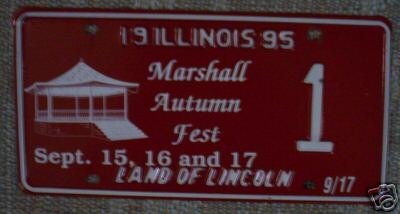 19 ILLINOIS 95
Marshall
Autumn
Fest
1
Sept. 15, 16 and 17
LAND OF LINCOLN
9/17